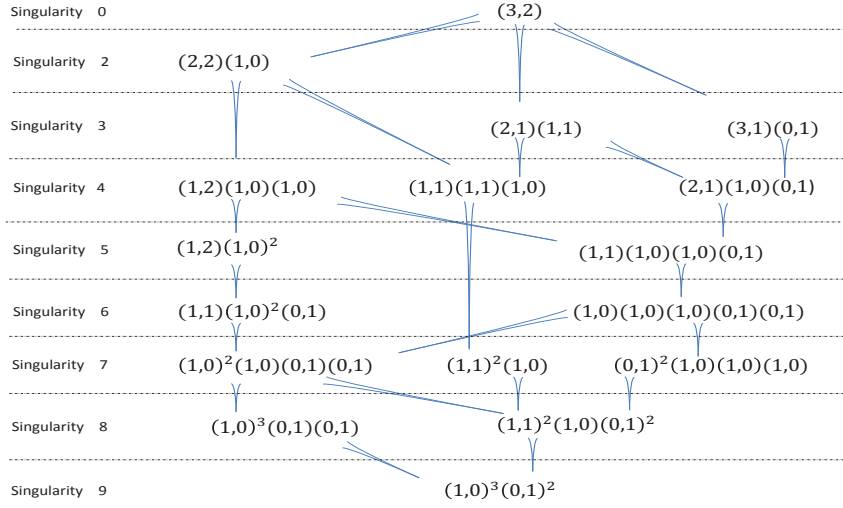 Singularity 0 (3,2)
Singularity 2 (2,2)(1,0)
Singularity 3 (2,1)(1,1) (3,1)(0,1)
Singularity 4 (1,2)(1,0)(1,0) (1,1)(1,1)(1,0) (2,1)(1,0)(0,1)
Singularity 5 (1,2)(1,0)² (1,1)(1,0)(1,0)(0,1)
Singularity 6 (1,1)(1,0)²(0,1) (1,0)(1,0)(1,0)(0,1)(0,1)
Singularity 7 (1,0)²(1,0)(0,1)(0,1) (1,1)²(1,0) (0,1)²(1,0)(1,0)(1,0)
Singularity 8 (1,0)³(0,1)(0,1) (1,1)²(1,0)(0,1)²
Singularity 9 (1,0)³(0,1)²